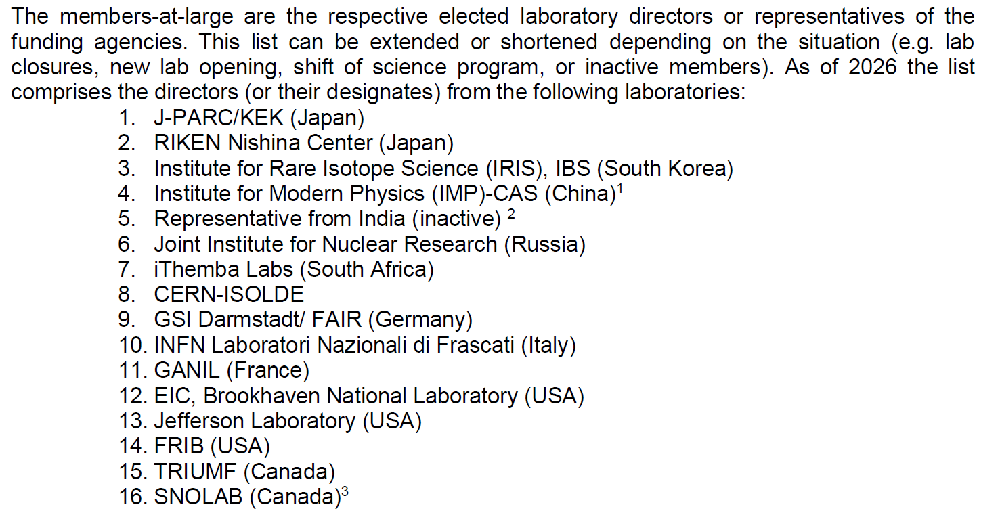 The members-at-large are the respective elected laboratory directors or representatives of the
funding agencies. This list can be extended or shortened depending on the situation (e.g. lab
closures, new lab opening, shift of science program, or inactive members). As of 2026 the list
comprises the directors (or their designates) from the following laboratories:
1. J-PARC/KEK (Japan)
2. RIKEN Nishina Center (Japan)
3. Institute for Rare Isotope Science (IRIS), IBS (South Korea)
4. Institute for Modern Physics (IMP)-CAS (China)¹
5. Representative from India (inactive) ²
6. Joint Institute for Nuclear Research (Russia)
7. iThemba Labs (South Africa)
8. CERN-ISOLDE
9. GSI Darmstadt/ FAIR (Germany)
10. INFN Laboratori Nazionali di Frascati (Italy)
11. GANIL (France)
12. EIC, Brookhaven National Laboratory (USA)
13. Jefferson Laboratory (USA)
14. FRIB (USA)
15. TRIUMF (Canada)
16. SNOLAB (Canada)³